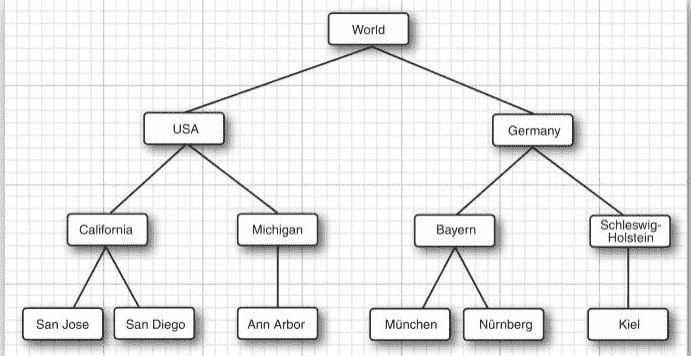 World
USA
Germany
California
Michigan
Bayern
Schleswig-
Holstein
San Jose
San Diego
Ann Arbor
München
Nürnberg
Kiel